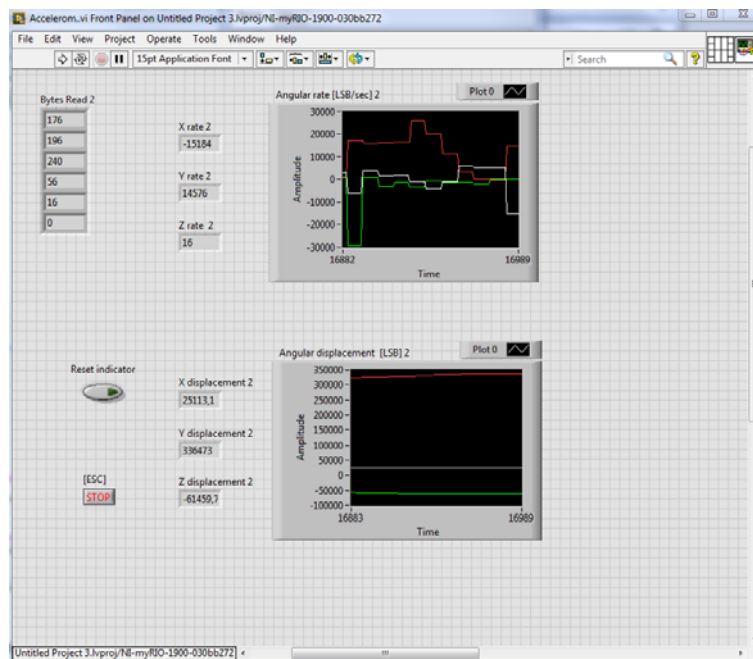 Accelerom..vi Front Panel on Untitled Project 3.lvproj/NI-myRIO-1900-030bb272
File Edit View Project Operate Tools Window Help
15pt Application Font
Search
Bytes Read 2
176
196
240
56
16
0
X rate 2
-15184
Y rate 2
14576
Z rate 2
16
Angular rate [LSB/sec] 2
Plot 0
Amplitude
30000
20000
10000
0
-10000
-20000
-30000
16882
16989
Time
Reset indicator
[ESC]
STOP
X displacement 2
25113,1
Y displacement 2
336473
Z displacement 2
-61459,7
Angular displacement [LSB] 2
Plot 0
Amplitude
350000
300000
250000
200000
150000
100000
50000
0
-50000
-100000
16883
16989
Time
Untitled Project 3.lvproj/NI-myRIO-1900-030bb272